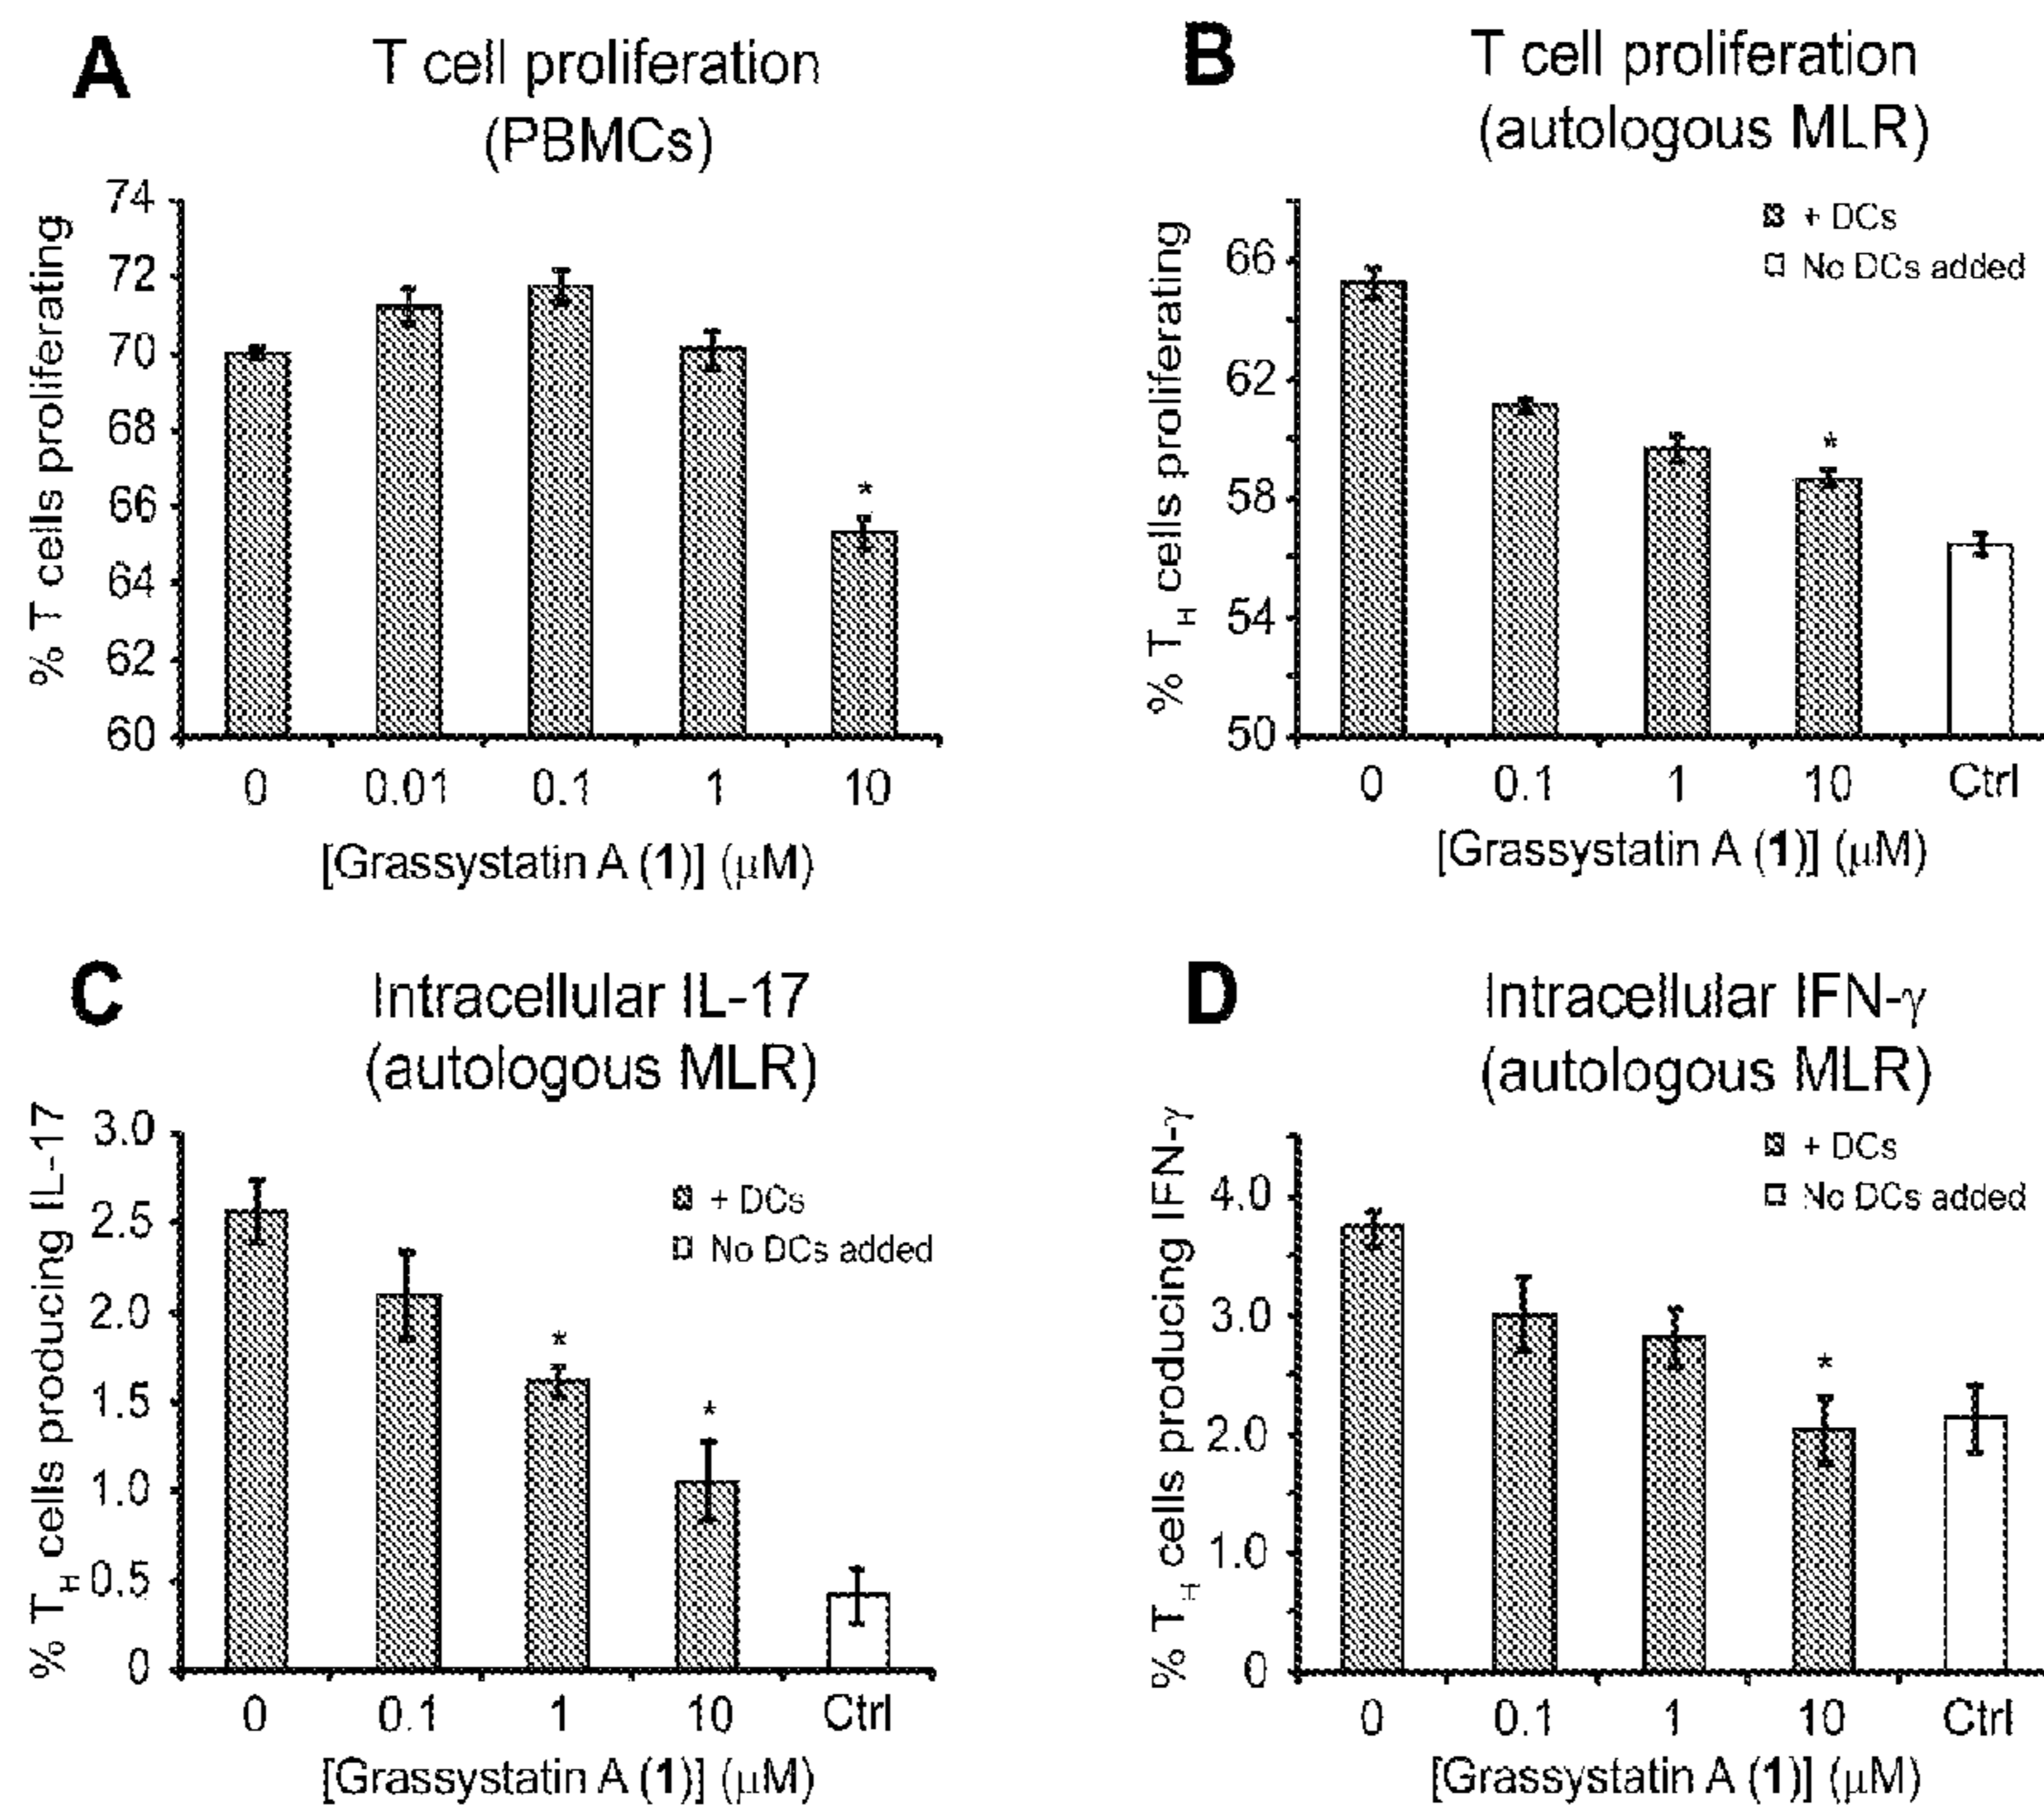 A
T cell proliferation
(PBMCs)
% T cells proliferating
74
72
70
68
66
64
62
60
*
0 0.01 0.1 1 10
[Grassystatin A (1)] (μM)
B
T cell proliferation
(autologous MLR)
+ DCs
No DCs added
% TH cells proliferating
66
62
58
54
50
*
0 0.1 1 10 Ctrl
[Grassystatin A (1)] (μM)
C
Intracellular IL-17
(autologous MLR)
+ DCs
No DCs added
% TH cells producing IL-17
3.0
2.5
2.0
1.5
1.0
0.5
0
*
*
0 0.1 1 10 Ctrl
[Grassystatin A (1)] (μM)
D
Intracellular IFN-γ
(autologous MLR)
+ DCs
No DCs added
% TH cells producing IFN-γ
4.0
3.0
2.0
1.0
0
*
0 0.1 1 10 Ctrl
[Grassystatin A (1)] (μM)